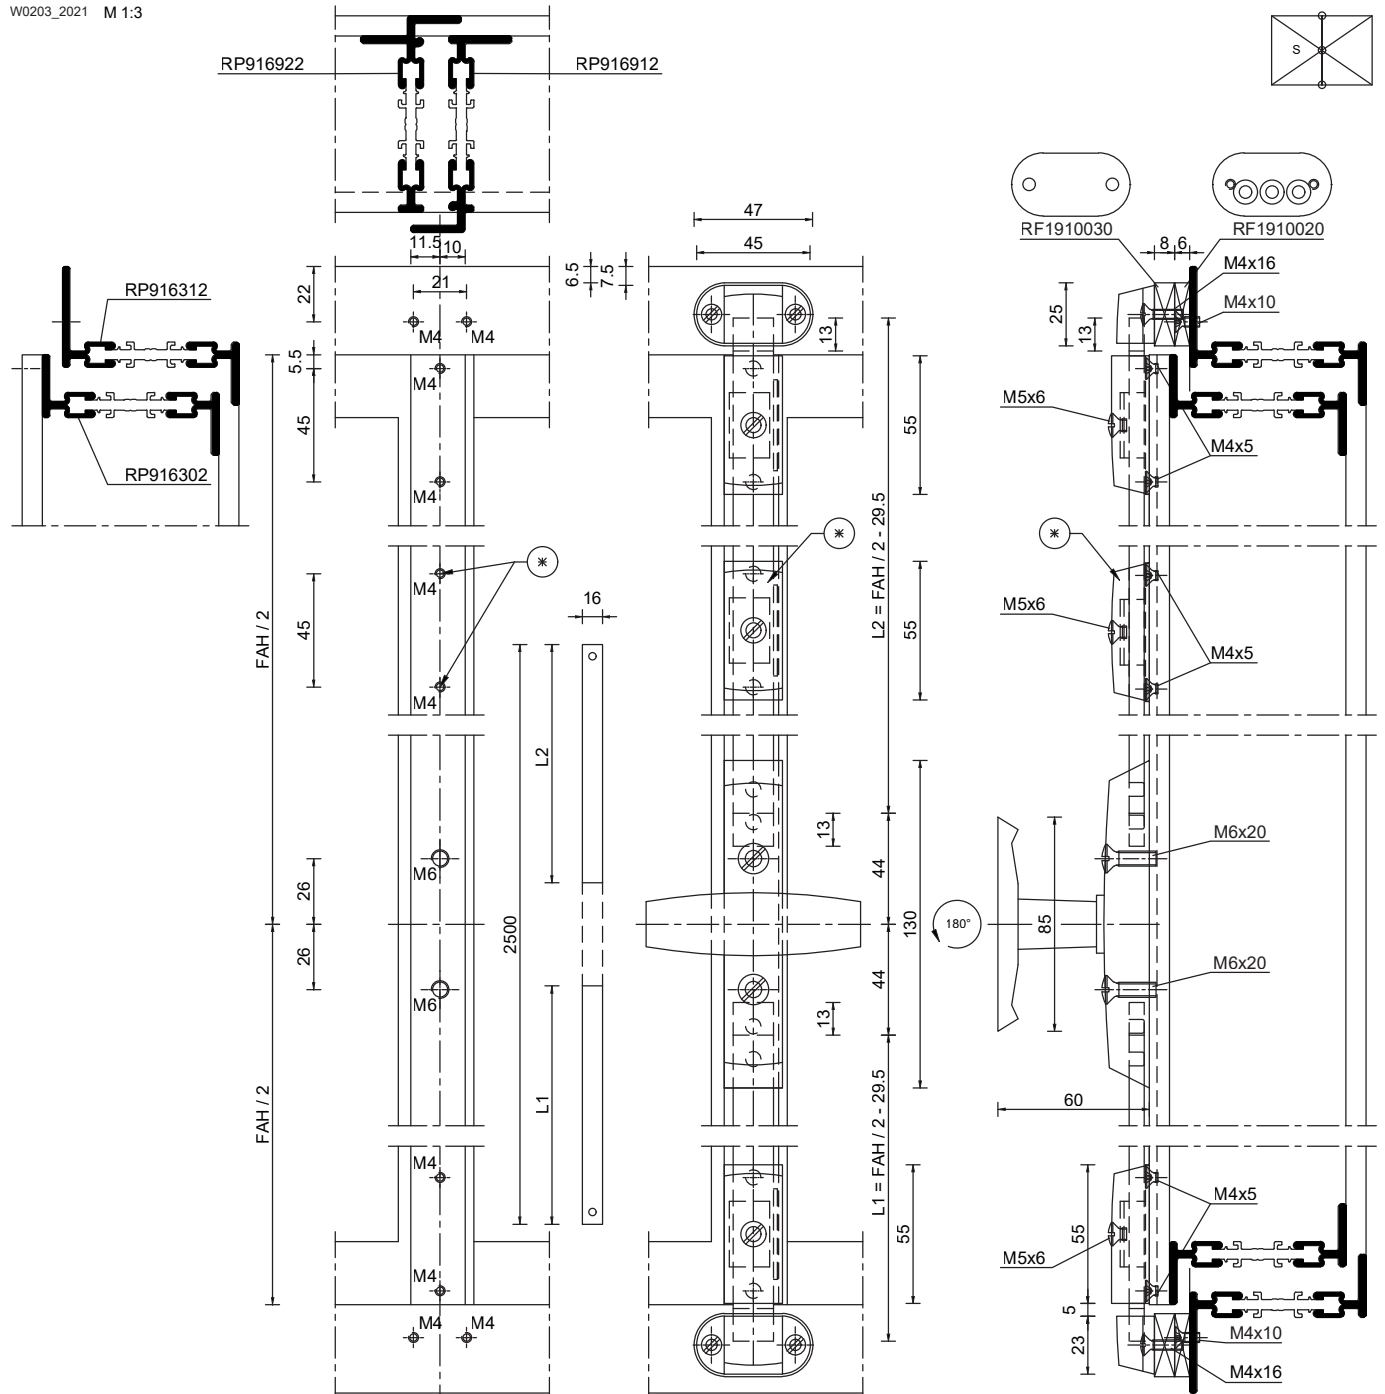 W0203_2021 M 1:3
RP916922
RP916912
S
RF1910030
RF1910020
8
6
M4x16
M4x10
25
13
47
45
6.5
7.5
13
11.5
10
21
22
M4
M4
RP916312
RP916302
5.5
M4
45
M4
M5x6
M4x5
55
FAH / 2
L2 = FAH / 2 - 29.5
*
*
*
M4
45
M4
16
55
M5x6
M4x5
2500
L2
26
M6
26
M6
13
44
130
44
13
180°
85
M6x20
M6x20
60
L1
FAH / 2
L1 = FAH / 2 - 29.5
M4
M4
M4
M4
55
55
M5x6
M4x5
5
23
M4x10
M4x16